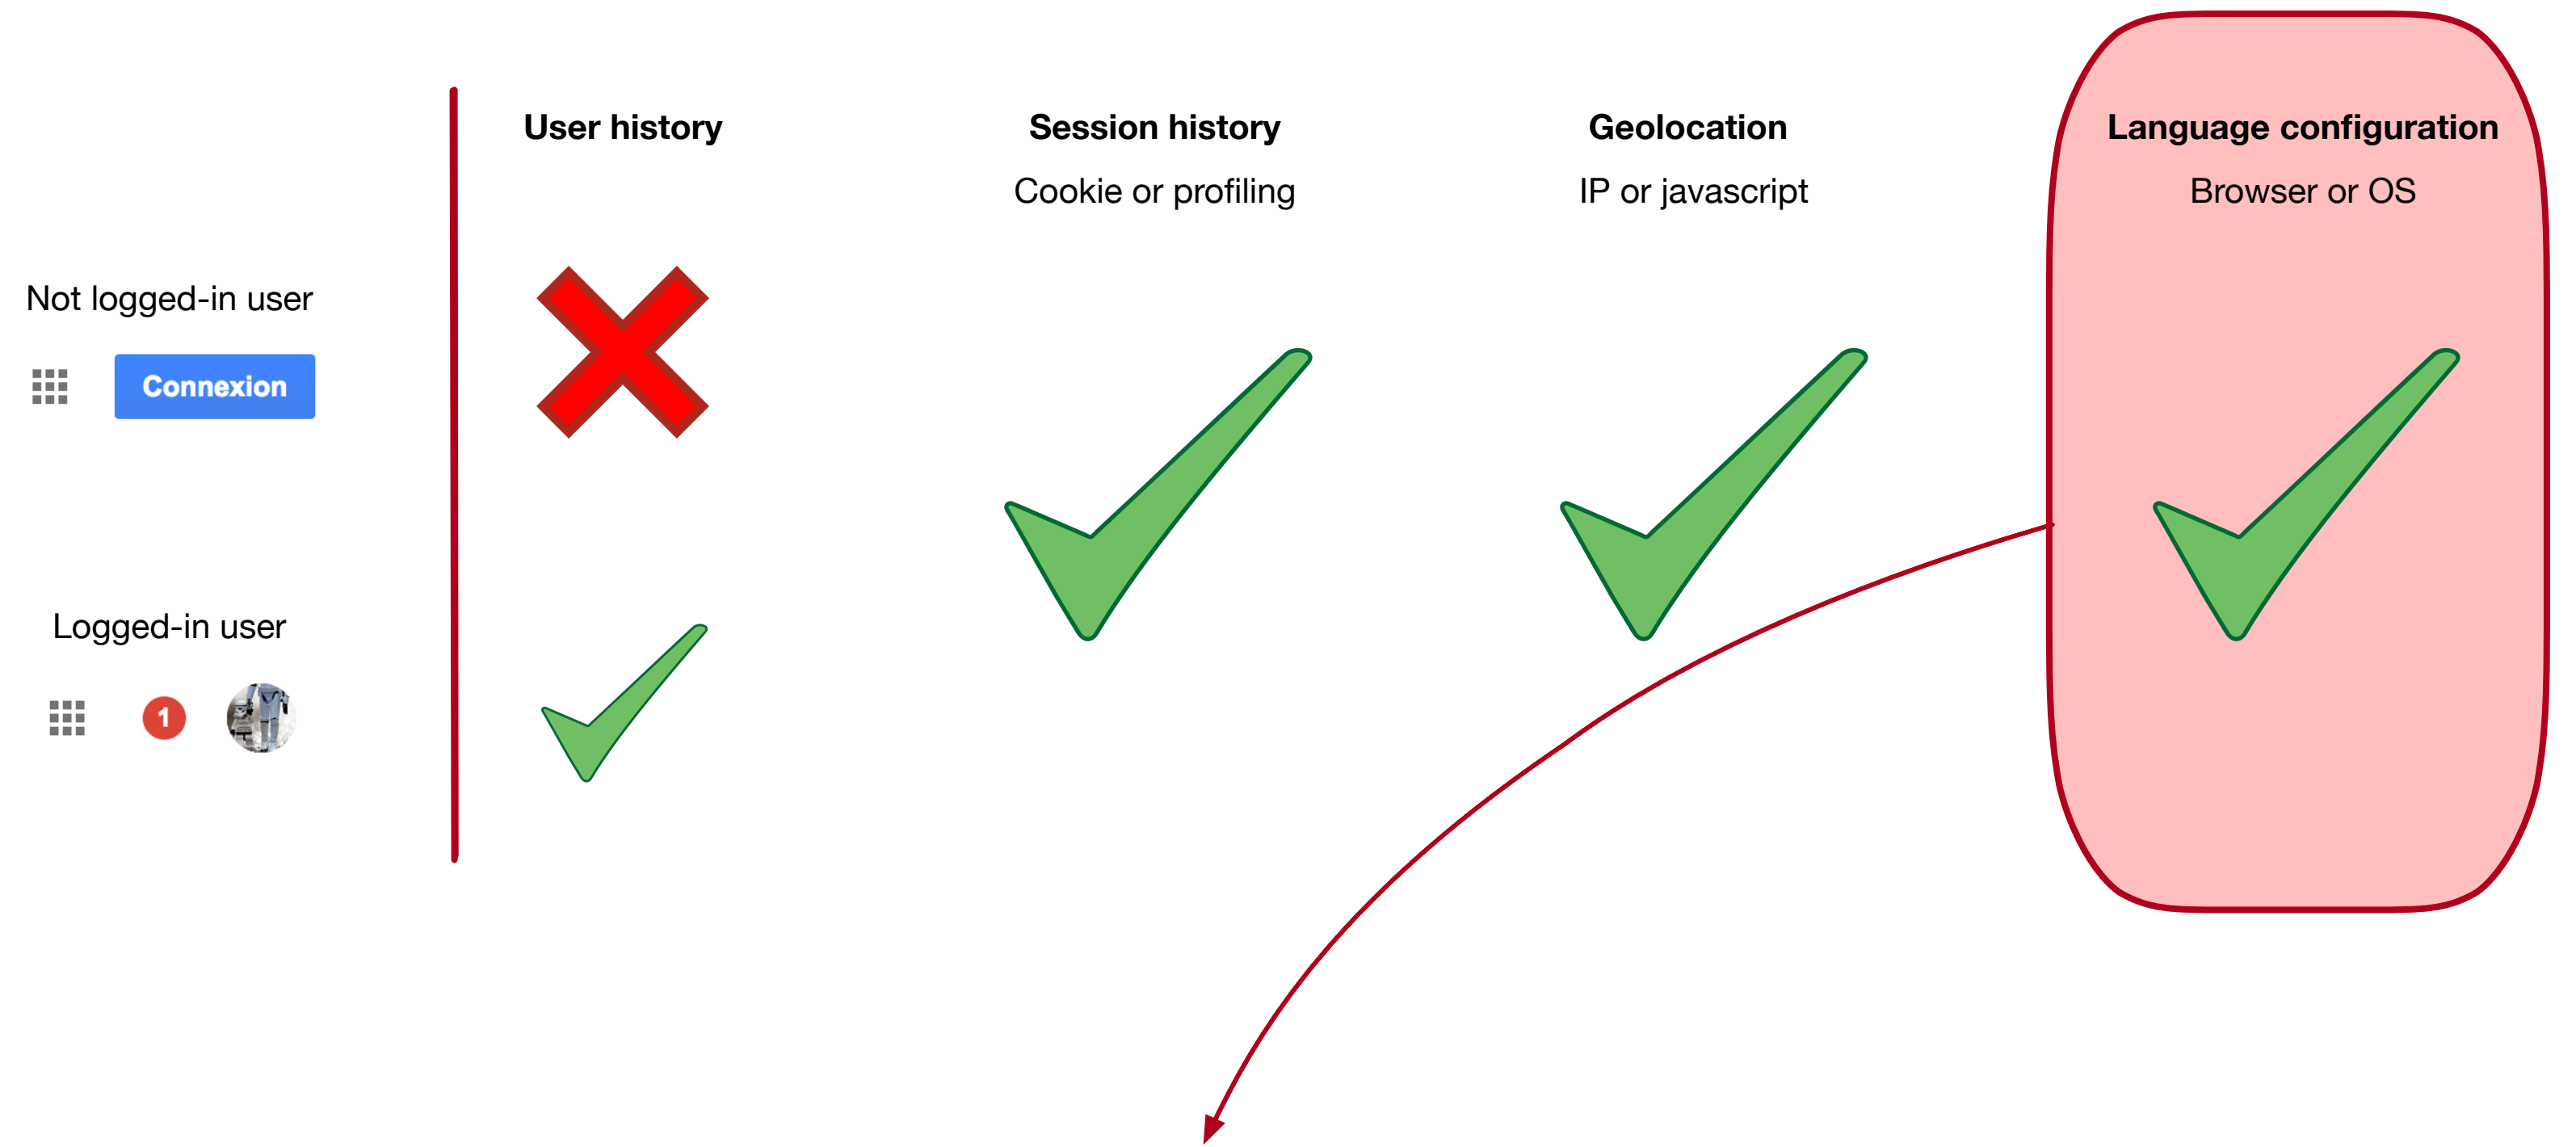 User history
Session history
Geolocation
Language configuration
Cookie or profiling
IP or javascript
Browser or OS
Not logged-in user
Connexion
Logged-in user
1